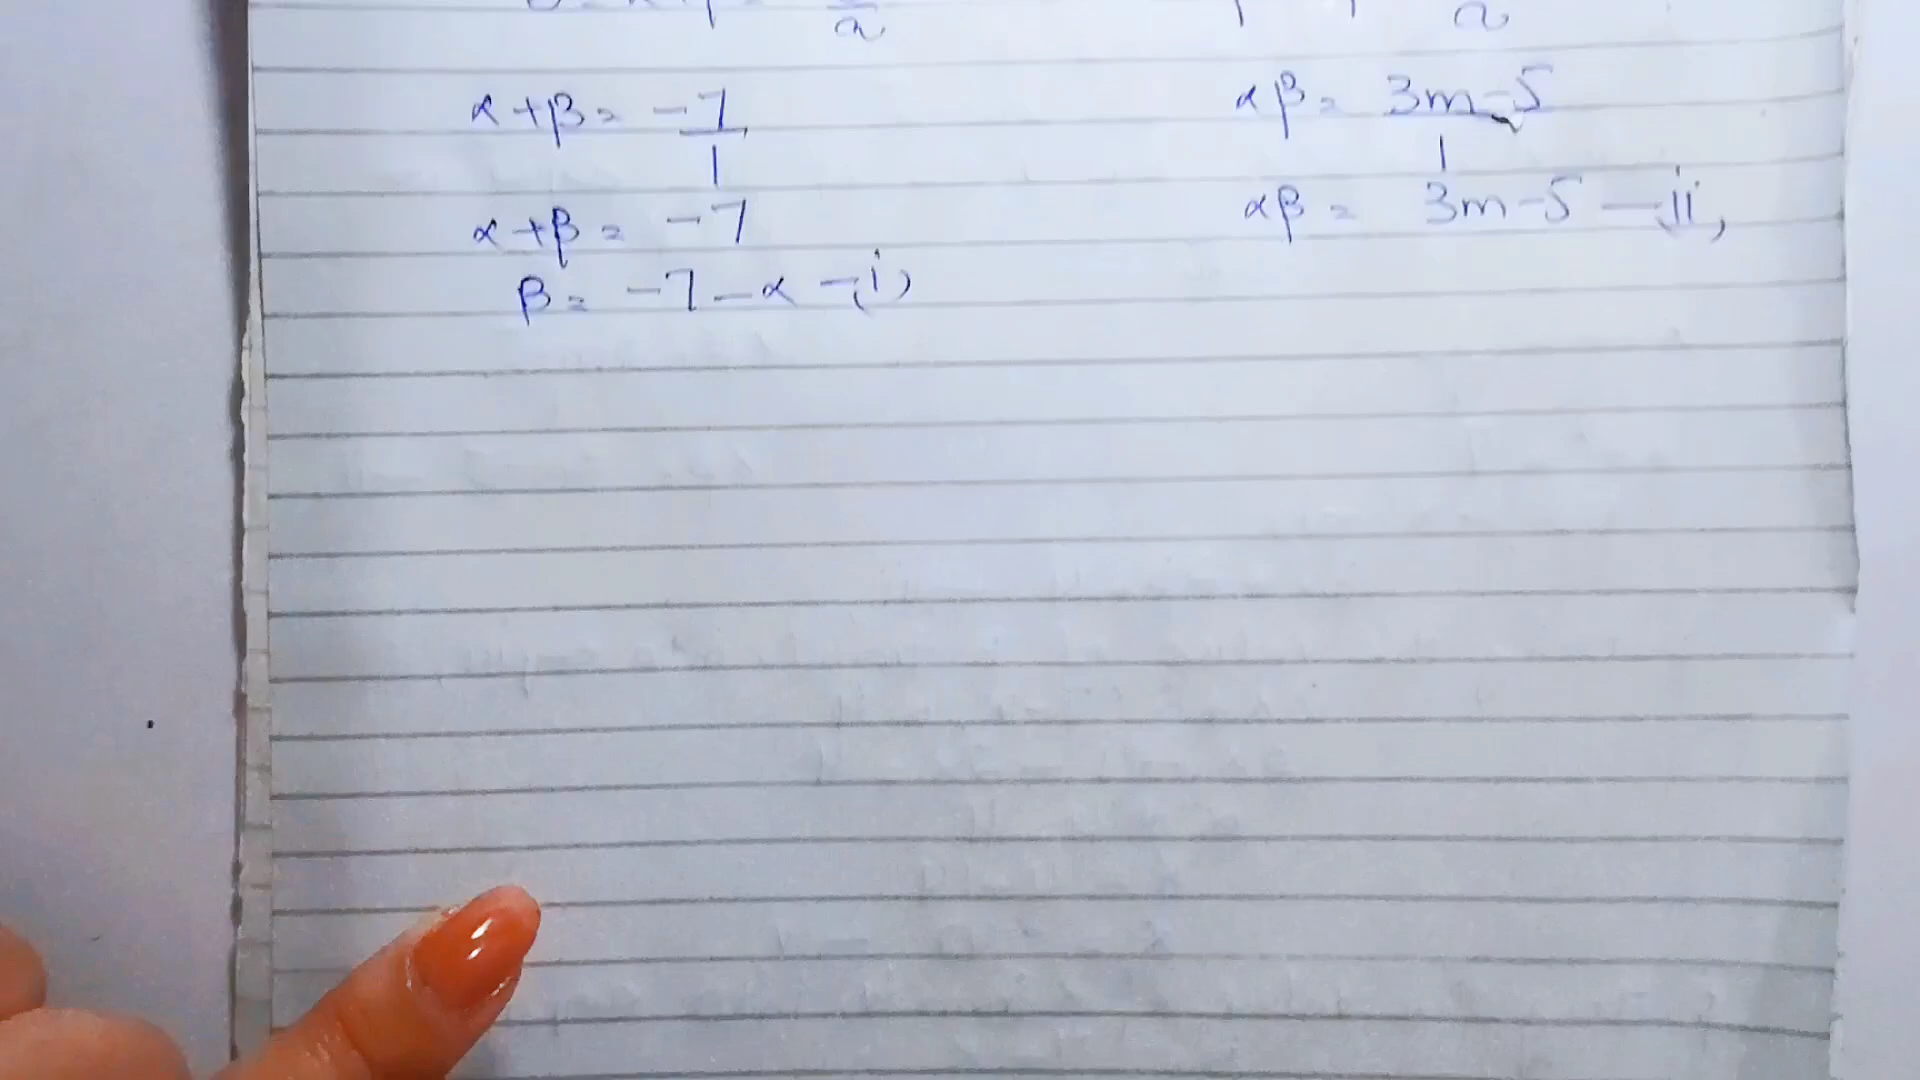 α+β = -7/1
αβ = 3m-5/1
α+β = -7
αβ = 3m-5 —(ii)
β = -7-α —(i)